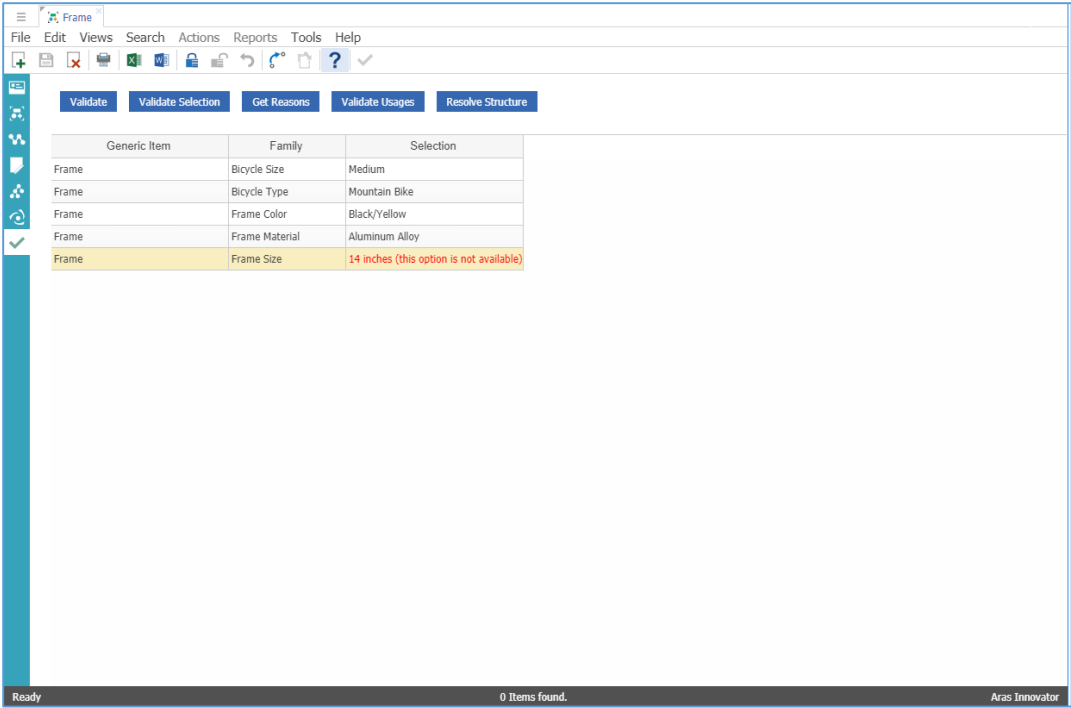 Frame
File Edit Views Search Actions Reports Tools Help
Validate Validate Selection Get Reasons Validate Usages Resolve Structure
Generic Item Family Selection
Frame Bicycle Size Medium
Frame Bicycle Type Mountain Bike
Frame Frame Color Black/Yellow
Frame Frame Material Aluminum Alloy
Frame Frame Size 14 inches (this option is not available)
Ready 0 Items found. Aras Innovator